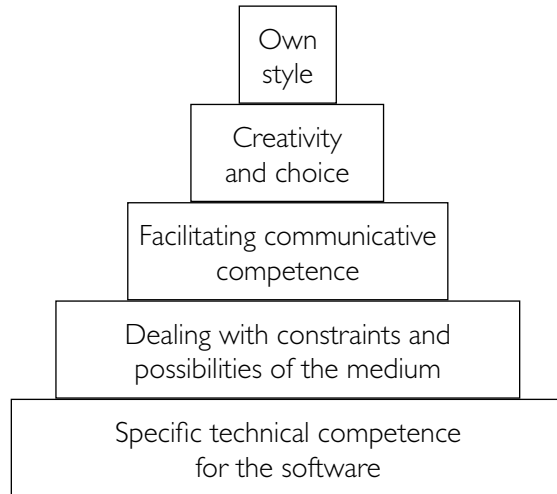 Own
style
Creativity
and choice
Facilitating communicative
competence
Dealing with constraints and
possibilities of the medium
Specific technical competence
for the software